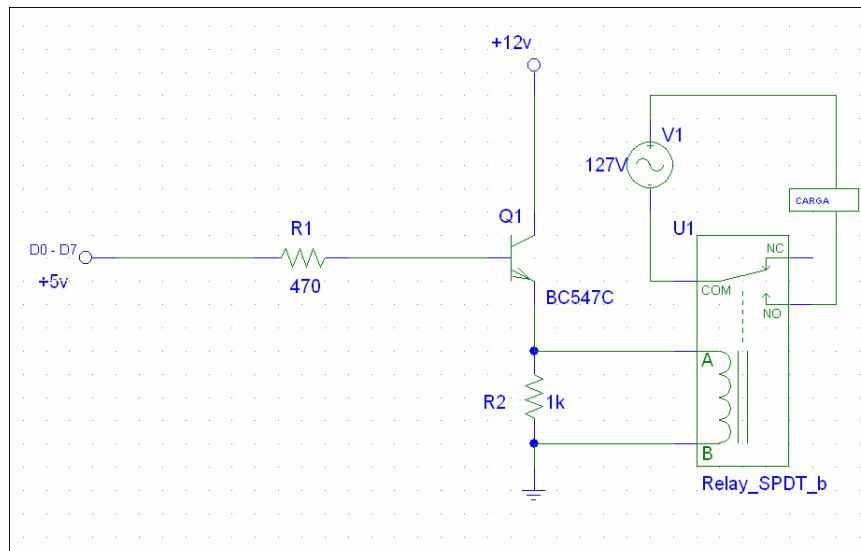 +12v
V1
127V
CARGA
Q1
U1
R1
D0 - D7
NC
+5v
470
BC547C
COM
NO
A
R2
1k
B
Relay_SPDT_b